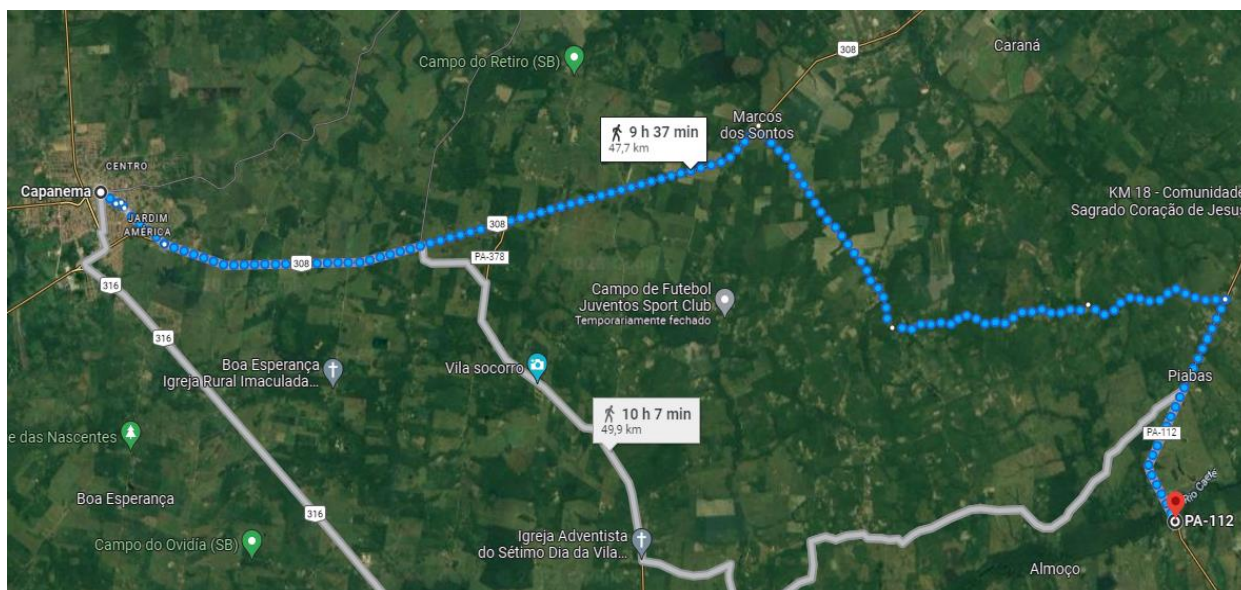 Caraná
308
Campo do Retiro (SB)
Marcos
dos Sontos
9 h 37 min
47,7 km
CENTRO
Capanema
JARDIM
AMÉRICA
KM 18 - Comunidade
Sagrado Coração de Jesus
308
308
PA-378
316
316
Campo de Futebol
Juventos Sport Club
Temporariamente fechado
Boa Esperança
Igreja Rural Imaculada...
Vila socorro
Piabas
10 h 7 min
49,9 km
PA-112
e das Nascentes
Boa Esperança
316
Rio Caeté
PA-112
Campo do Ovidía (SB)
Igreja Adventista
do Sétimo Dia da Vila...
Almoço